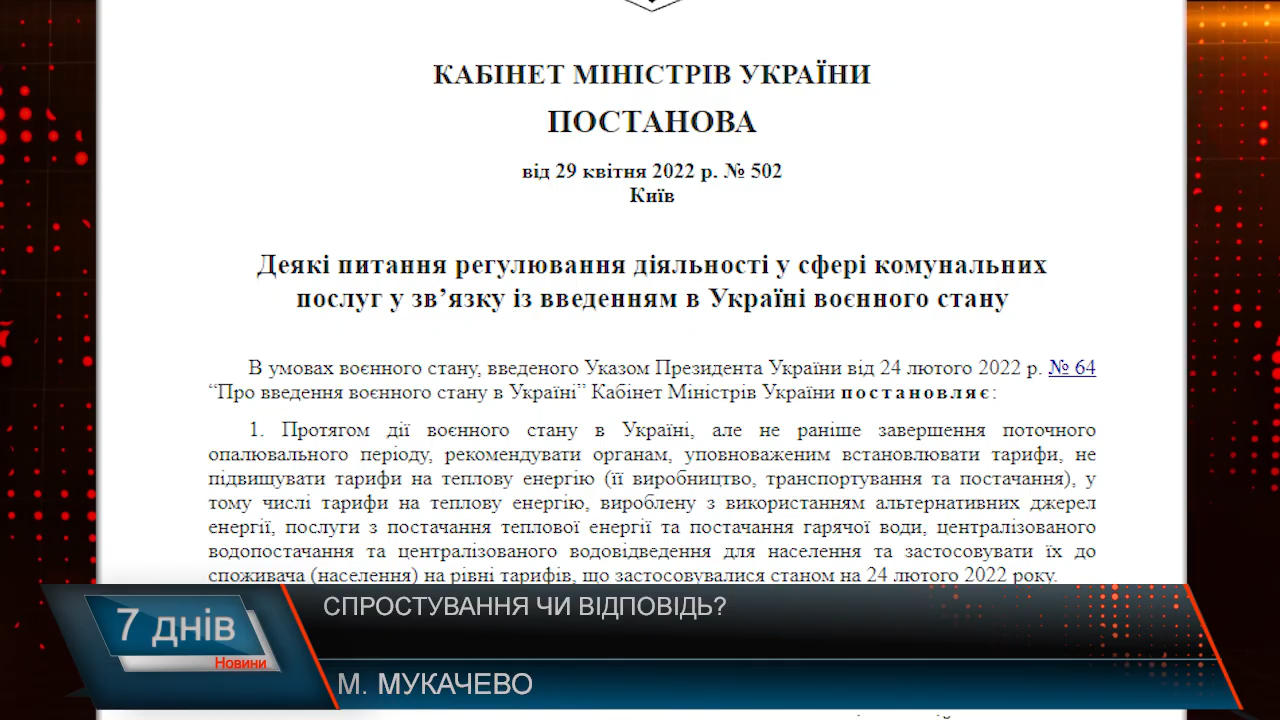 КАБІНЕТ МІНІСТРІВ УКРАЇНИ
ПОСТАНОВА
від 29 квітня 2022 р. № 502
Київ
Деякі питання регулювання діяльності у сфері комунальних
послуг у зв’язку із введенням в Україні воєнного стану
В умовах воєнного стану, введеного Указом Президента України від 24 лютого 2022 р. № 64
“Про введення воєнного стану в Україні” Кабінет Міністрів України постановляє:
1. Протягом дії воєнного стану в Україні, але не раніше завершення поточного
опалювального періоду, рекомендувати органам, уповноваженим встановлювати тарифи, не
підвищувати тарифи на теплову енергію (її виробництво, транспортування та постачання), у
тому числі тарифи на теплову енергію, вироблену з використанням альтернативних джерел
енергії, послуги з постачання теплової енергії та постачання гарячої води, централізованого
водопостачання та централізованого водовідведення для населення та застосовувати їх до
споживача (населення) на рівні тарифів, що застосовувалися станом на 24 лютого 2022 року.
СПРОСТУВАННЯ ЧИ ВІДПОВІДЬ?
7 днів
Новини
М. МУКАЧЕВО